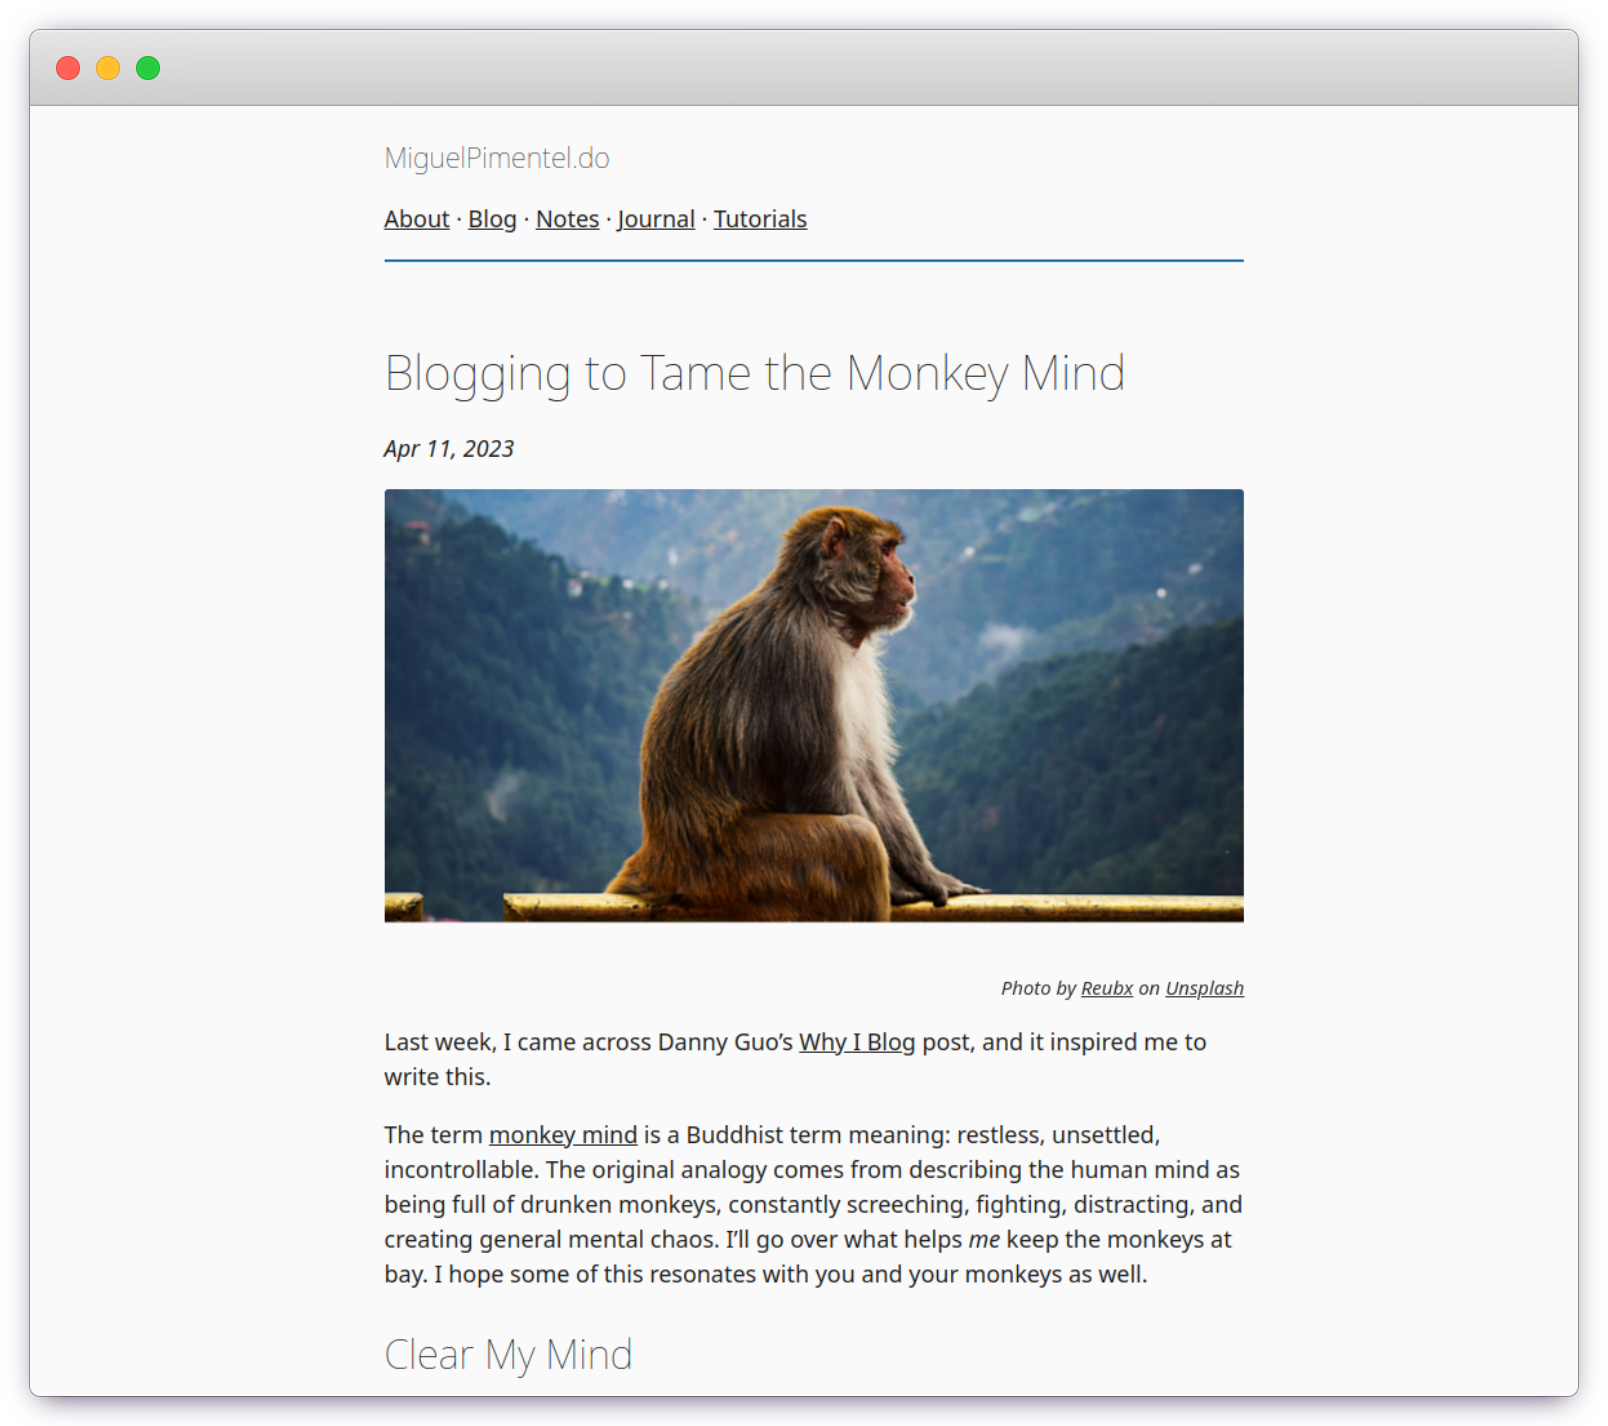 MiguelPimentel.do
About · Blog · Notes · Journal · Tutorials
Blogging to Tame the Monkey Mind
Apr 11, 2023
Photo by Reubx on Unsplash
Last week, I came across Danny Guo’s Why I Blog post, and it inspired me to
write this.
The term monkey mind is a Buddhist term meaning: restless, unsettled,
incontrollable. The original analogy comes from describing the human mind as
being full of drunken monkeys, constantly screeching, fighting, distracting, and
creating general mental chaos. I’ll go over what helps me keep the monkeys at
bay. I hope some of this resonates with you and your monkeys as well.
Clear My Mind